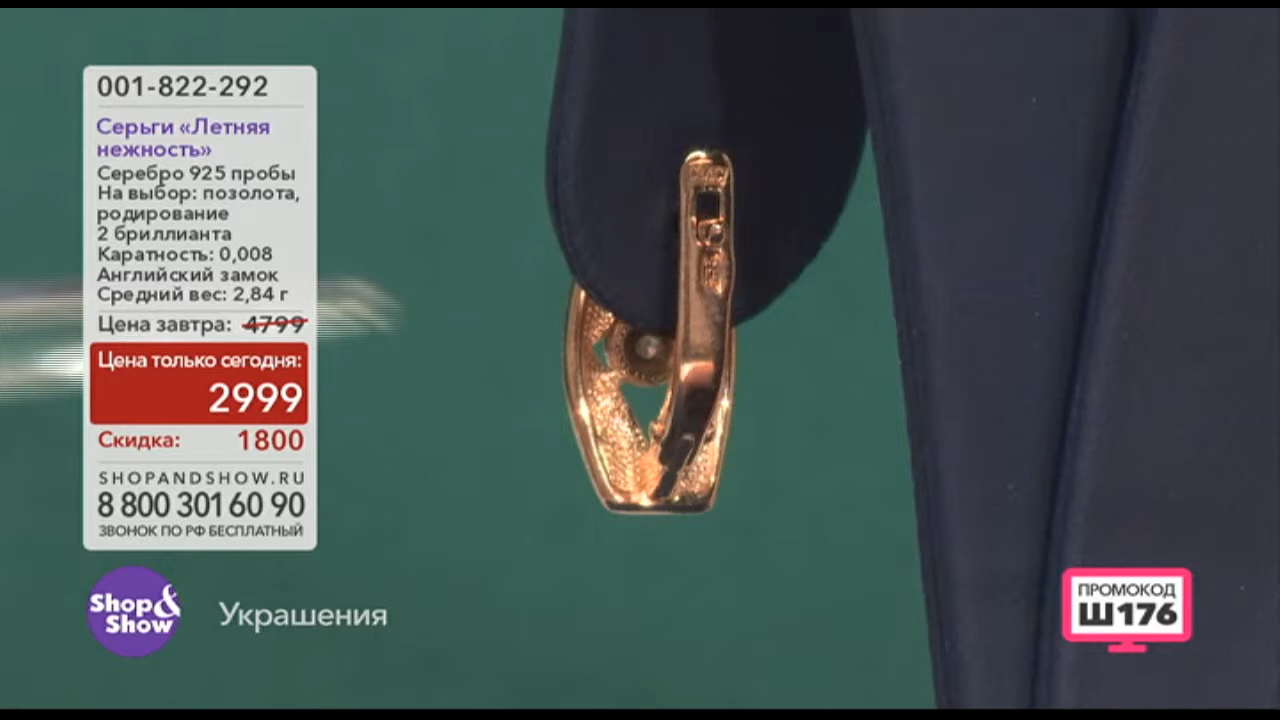 001-822-292
Серьги «Летняя
нежность»
Серебро 925 пробы
На выбор: позолота,
родирование
2 бриллианта
Каратность: 0,008
Английский замок
Средний вес: 2,84 г
Цена завтра: 4799
Цена только сегодня:
2999
Скидка: 1800
SHOPANDSHOW.RU
8 800 301 60 90
ЗВОНОК ПО РФ БЕСПЛАТНЫЙ
Shop&
Show
Украшения
ПРОМОКОД
Ш176